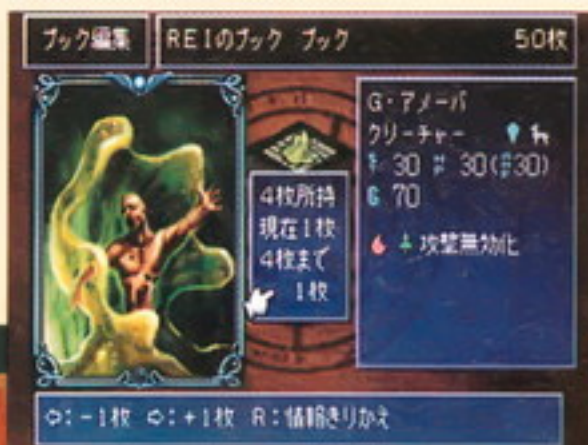 ブック編集
REIのブック ブック 50枚
G・アメーバ
クリーチャー
30 30(30)
G 70
攻撃無効化
4枚所持
現在1枚
4枚まで
1枚
⇦:-1枚 ⇨:+1枚 R:情報きりかえ